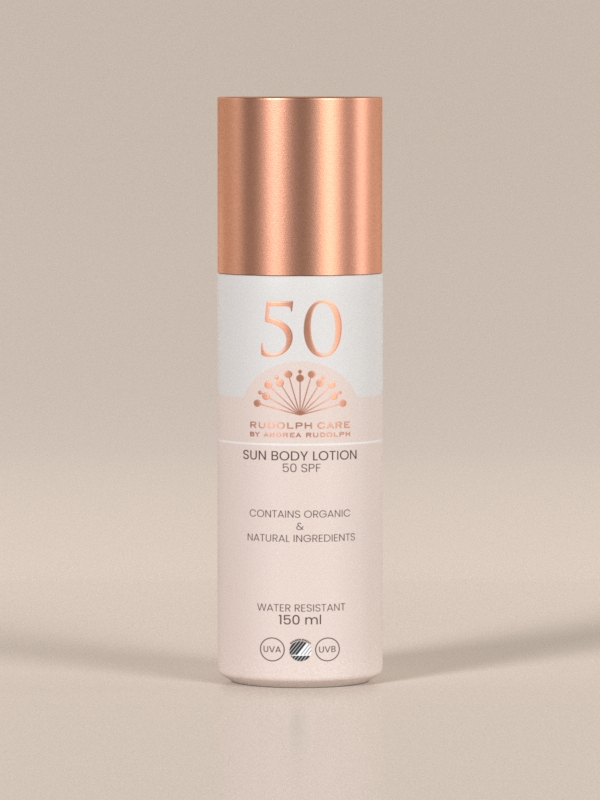 50
RUDOLPH CARE
BY ANDREA RUDOLPH
SUN BODY LOTION
50 SPF
CONTAINS ORGANIC
&
NATURAL INGREDIENTS
WATER RESISTANT
150 ml
UVA UVB